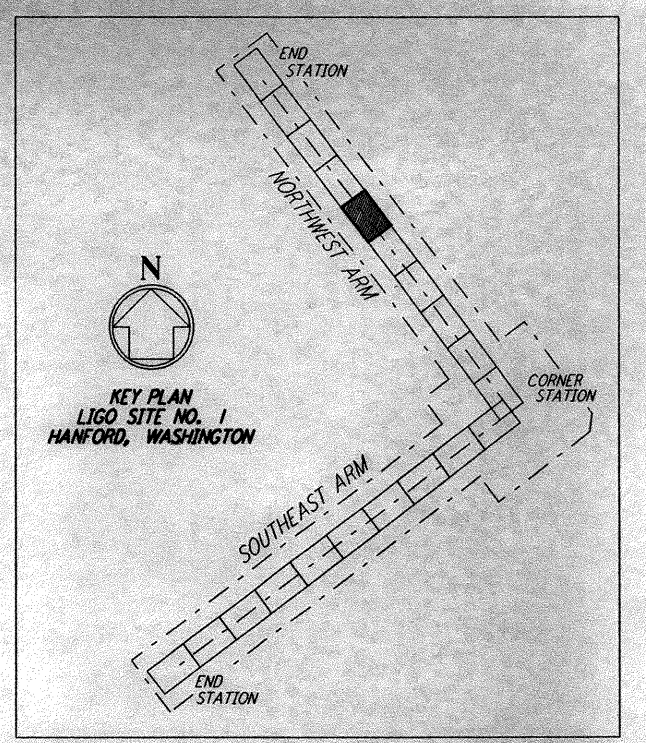 END
STATION
NORTHWEST ARM
N
KEY PLAN
LIGO SITE NO. 1
HANFORD, WASHINGTON
CORNER
STATION
SOUTHEAST ARM
END
STATION